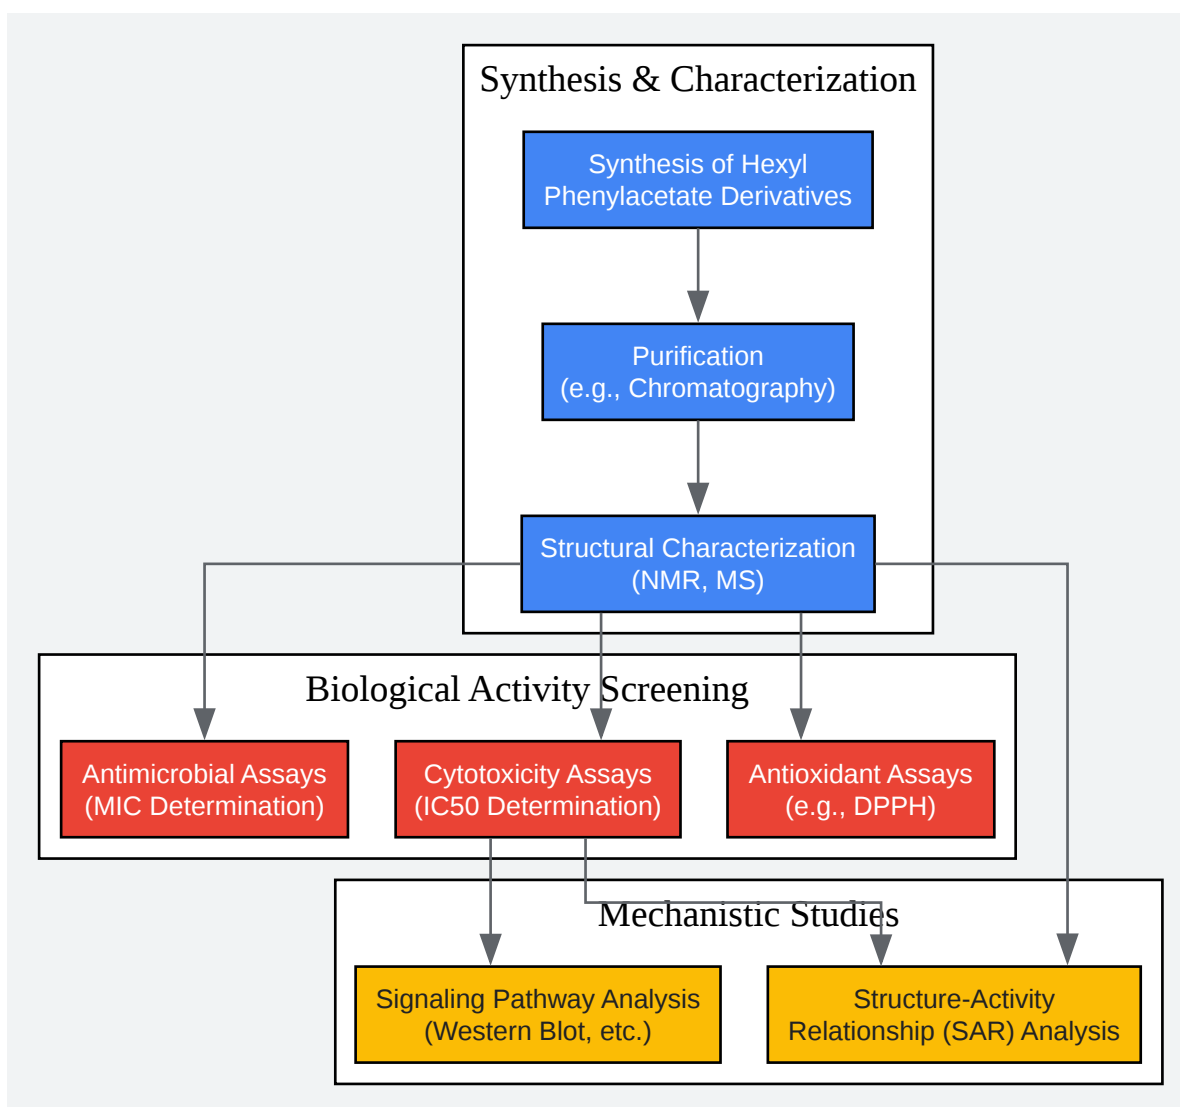 Synthesis & Characterization
Synthesis of Hexyl
Phenylacetate Derivatives
Purification
(e.g., Chromatography)
Structural Characterization
(NMR, MS)
Biological Activity Screening
Antimicrobial Assays
(MIC Determination)
Cytotoxicity Assays
(IC50 Determination)
Antioxidant Assays
(e.g., DPPH)
Mechanistic Studies
Signaling Pathway Analysis
(Western Blot, etc.)
Structure-Activity
Relationship (SAR) Analysis